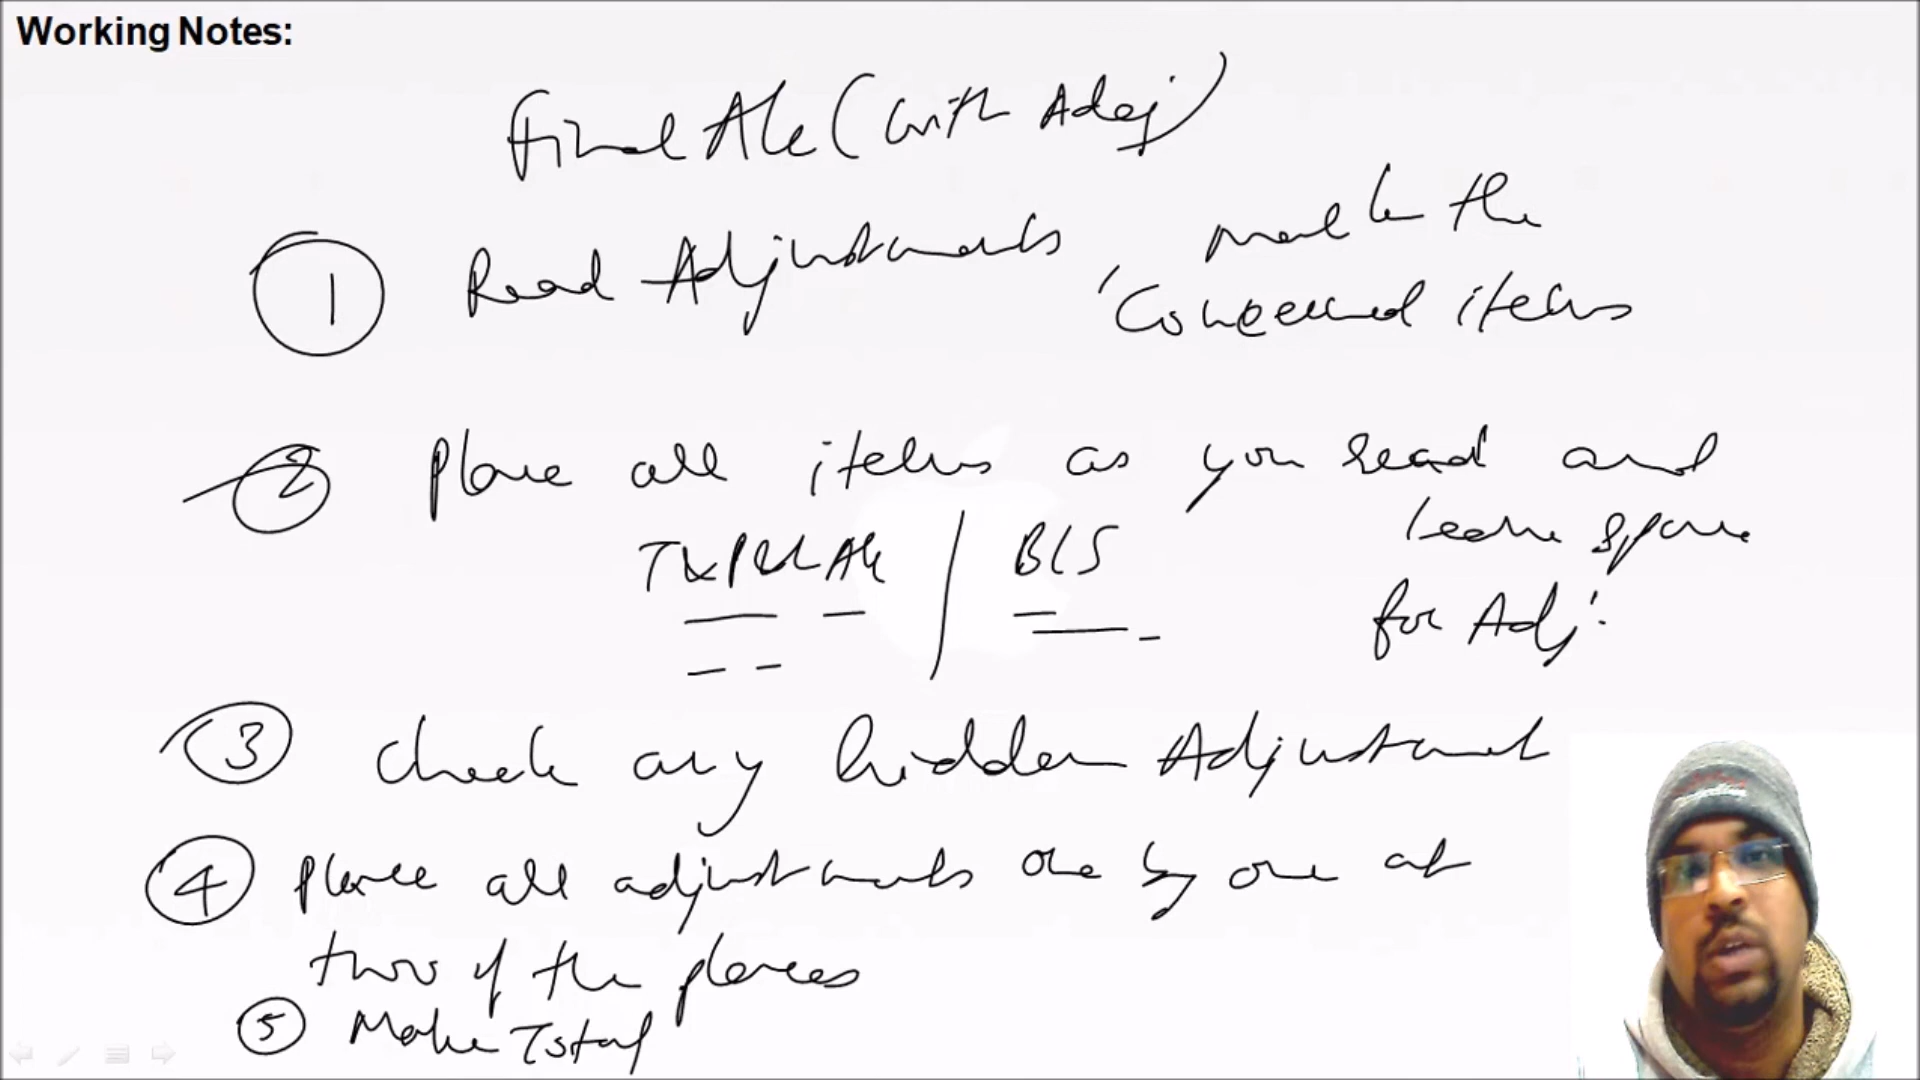 Working Notes:
Final A/c (with Adj)
1 Read Adjustments mark the
Concerned items
2 Place all items as you read and
leave space
T & P&L A/c / B/S
for Adj.
3 Check any hidden Adjustment
4 Place all adjustments one by one at
two of the places
5 Make Total